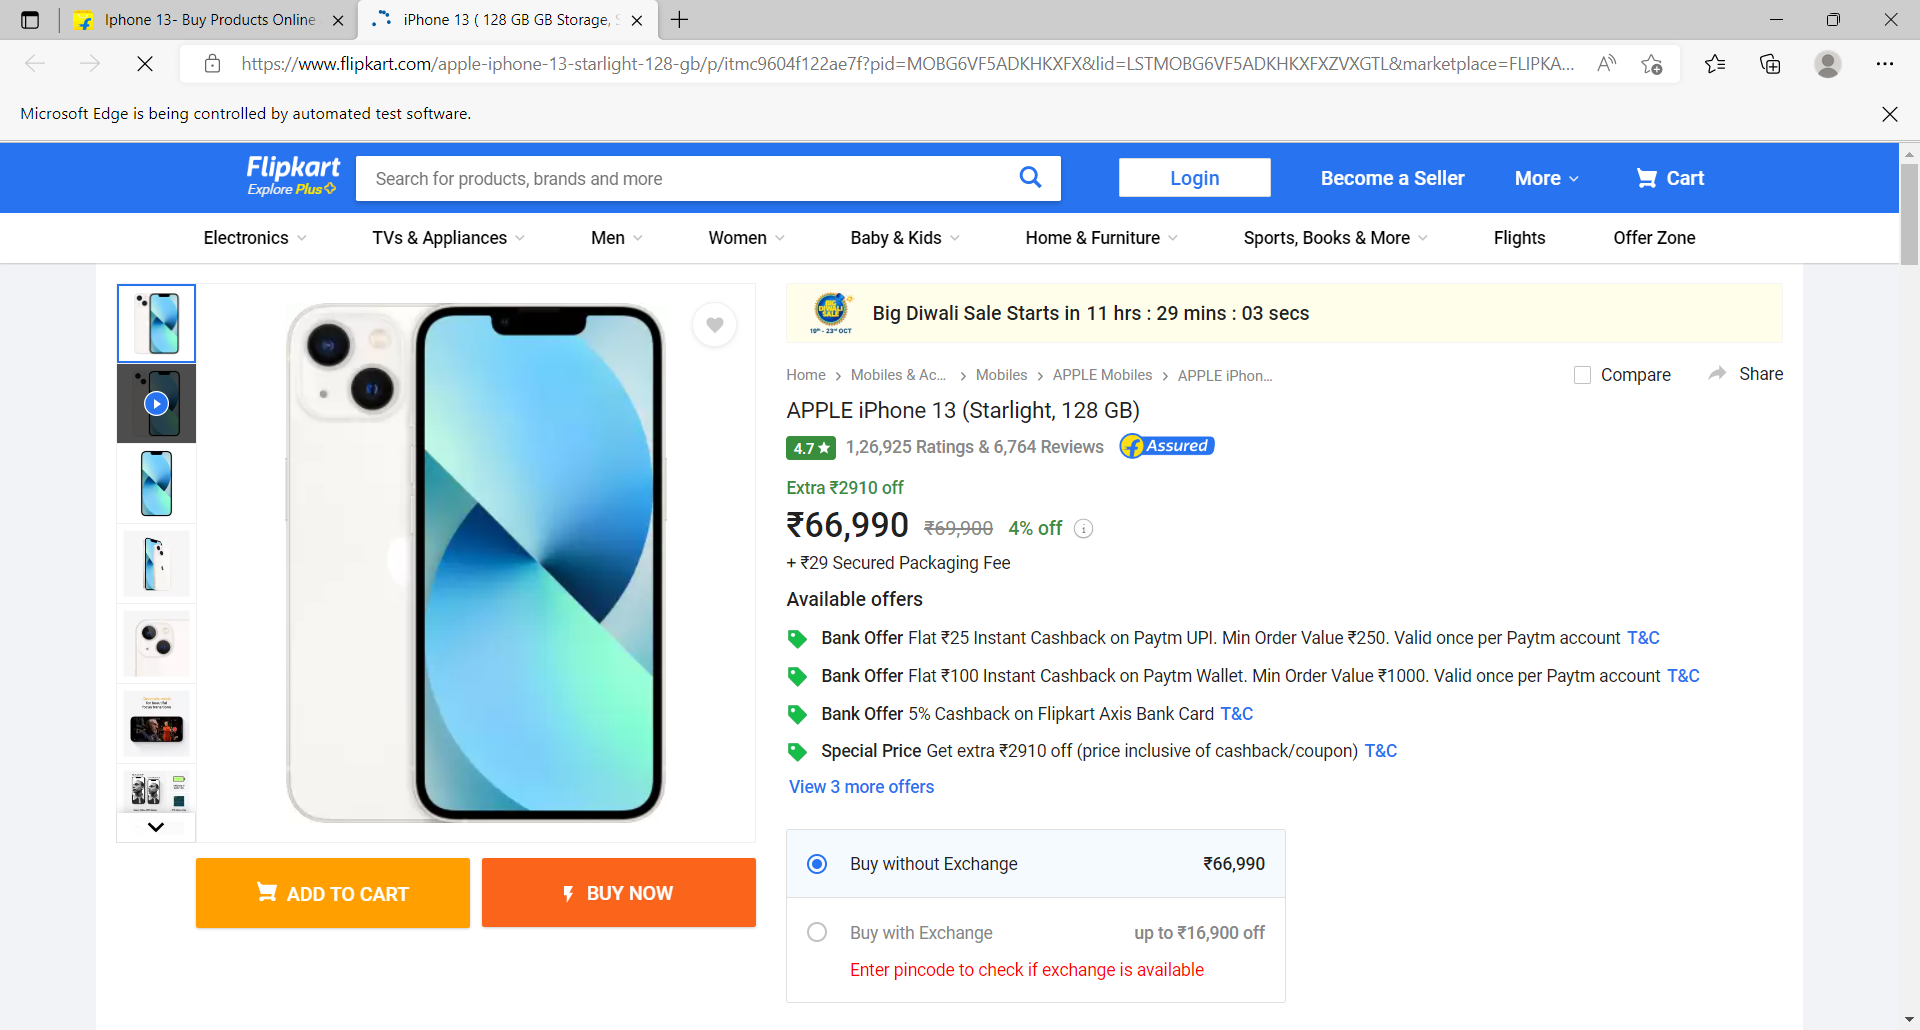 Iphone 13- Buy Products Online
iPhone 13 ( 128 GB GB Storage,
https://www.flipkart.com/apple-iphone-13-starlight-128-gb/p/itmc9604f122ae7f?pid=MOBG6VF5ADKHKXFX&lid=LSTMOBG6VF5ADKHKXFXZVXGTL&marketplace=FLIPKA...
Microsoft Edge is being controlled by automated test software.
Flipkart
Explore Plus
Search for products, brands and more
Login
Become a Seller
More
Cart
Electronics
TVs & Appliances
Men
Women
Baby & Kids
Home & Furniture
Sports, Books & More
Flights
Offer Zone
BIG DIWALI SALE
19th - 23rd OCT
Big Diwali Sale Starts in 11 hrs : 29 mins : 03 secs
Home > Mobiles & Ac... > Mobiles > APPLE Mobiles > APPLE iPhon...
Compare
Share
APPLE iPhone 13 (Starlight, 128 GB)
4.7★ 1,26,925 Ratings & 6,764 Reviews Assured
Extra ₹2910 off
₹66,990 ₹69,900 4% off
+ ₹29 Secured Packaging Fee
Available offers
Bank Offer Flat ₹25 Instant Cashback on Paytm UPI. Min Order Value ₹250. Valid once per Paytm account T&C
Bank Offer Flat ₹100 Instant Cashback on Paytm Wallet. Min Order Value ₹1000. Valid once per Paytm account T&C
Bank Offer 5% Cashback on Flipkart Axis Bank Card T&C
Special Price Get extra ₹2910 off (price inclusive of cashback/coupon) T&C
View 3 more offers
Buy without Exchange ₹66,990
Buy with Exchange up to ₹16,900 off
Enter pincode to check if exchange is available
ADD TO CART
BUY NOW